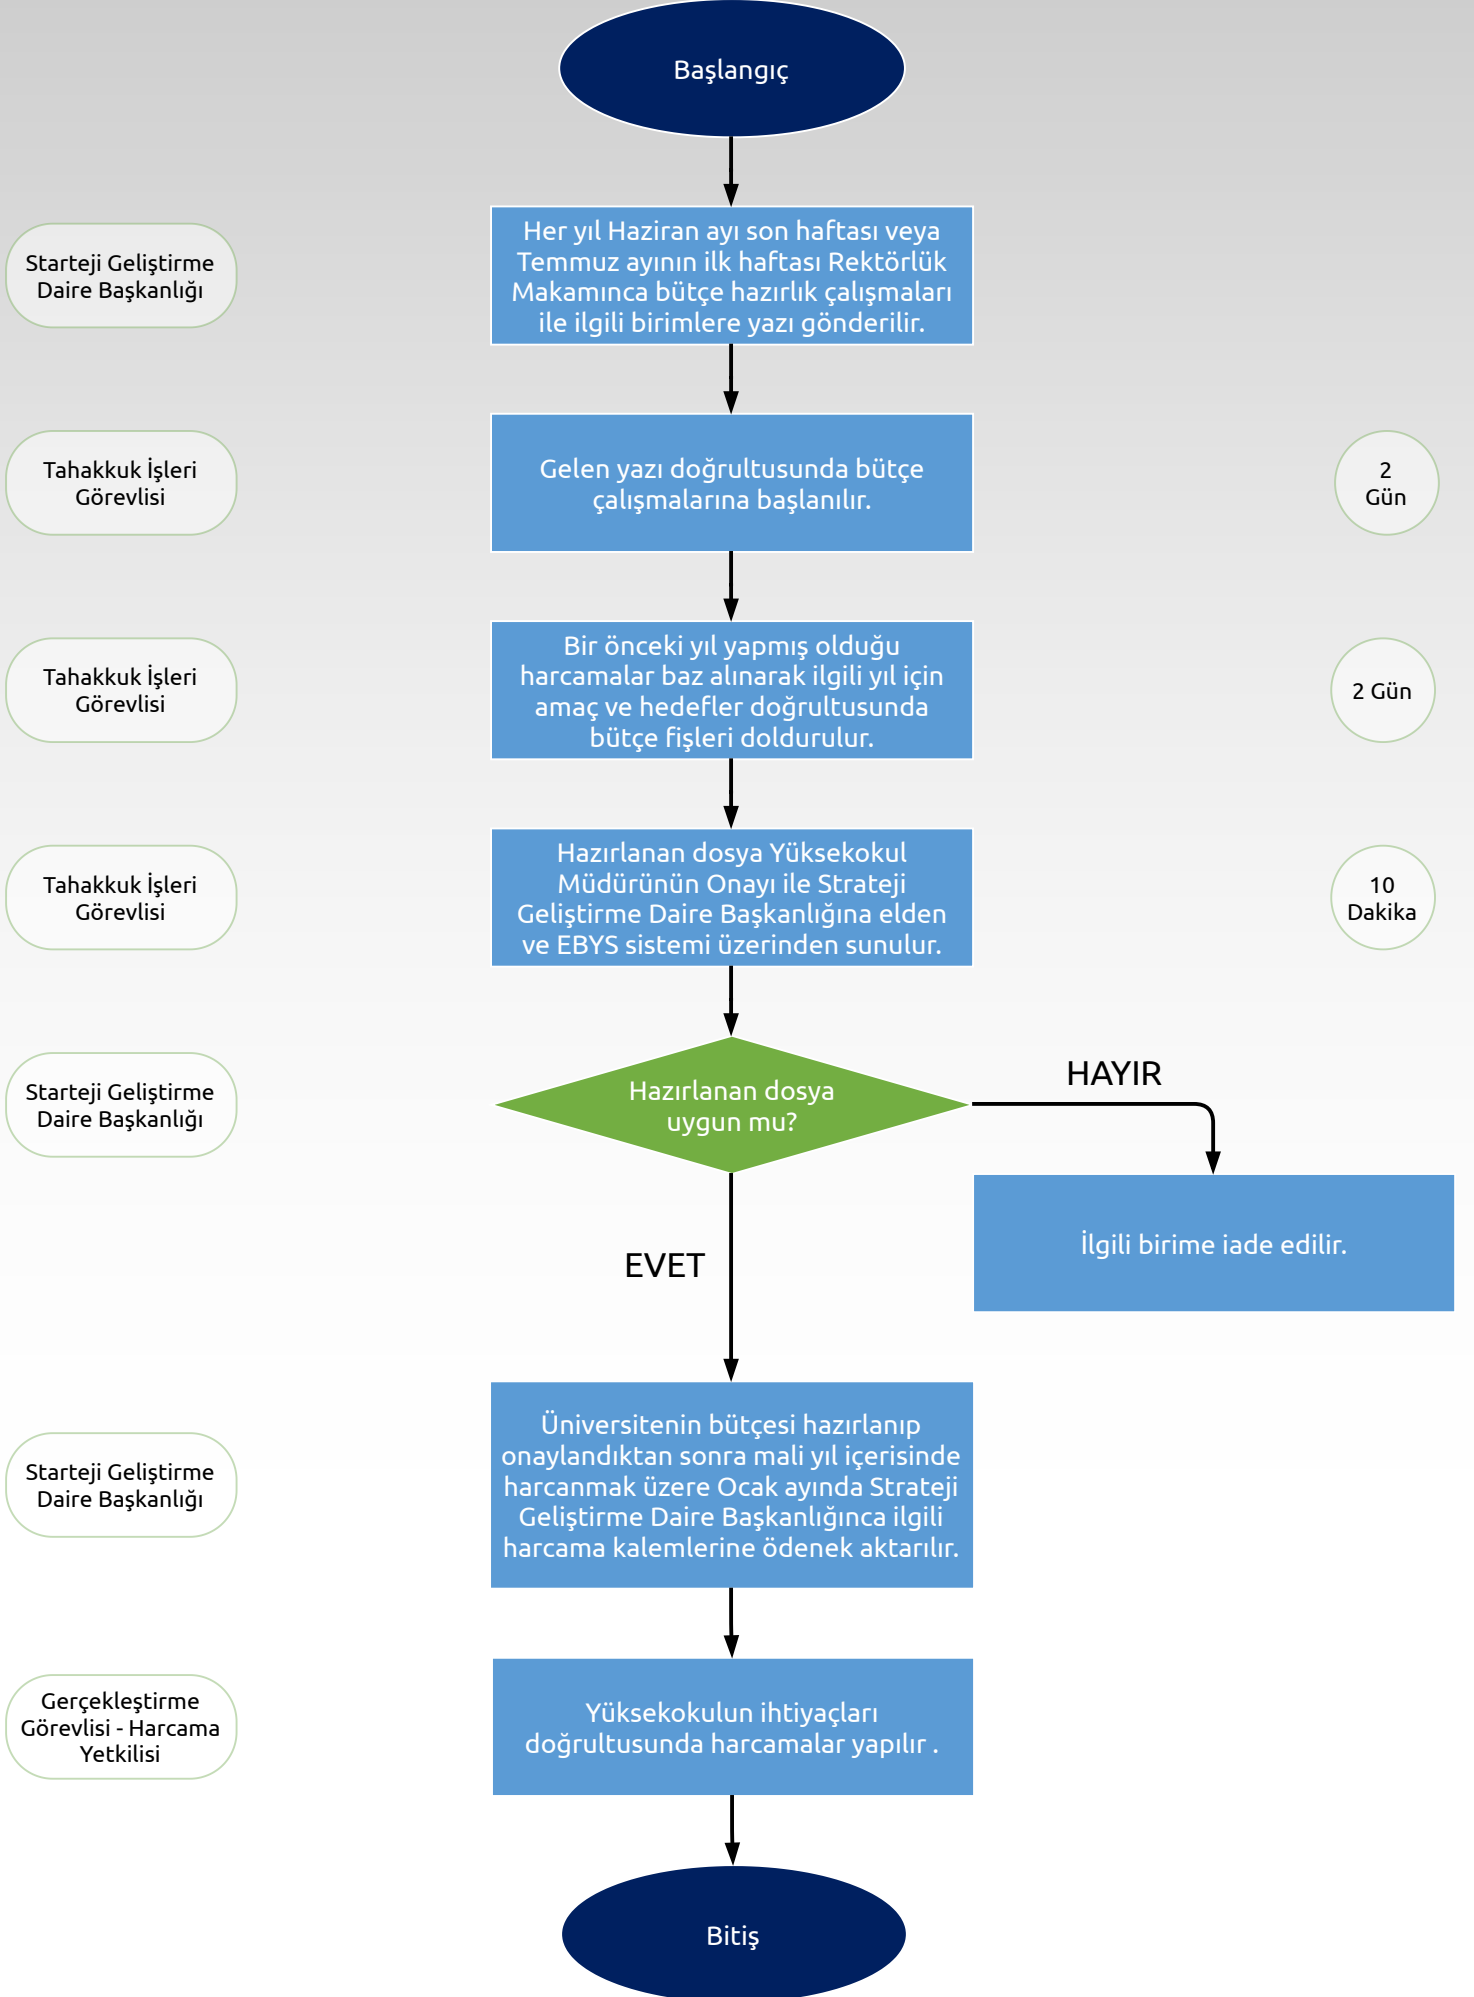 Başlangıç
Starteji Geliştirme
Daire Başkanlığı
Her yıl Haziran ayı son haftası veya
Temmuz ayının ilk haftası Rektörlük
Makamınca bütçe hazırlık çalışmaları
ile ilgili birimlere yazı gönderilir.
Tahakkuk İşleri
Görevlisi
Gelen yazı doğrultusunda bütçe
çalışmalarına başlanılır.
2
Gün
Tahakkuk İşleri
Görevlisi
Bir önceki yıl yapmış olduğu
harcamalar baz alınarak ilgili yıl için
amaç ve hedefler doğrultusunda
bütçe fişleri doldurulur.
2 Gün
Tahakkuk İşleri
Görevlisi
Hazırlanan dosya Yüksekokul
Müdürünün Onayı ile Strateji
Geliştirme Daire Başkanlığına elden
ve EBYS sistemi üzerinden sunulur.
10
Dakika
Starteji Geliştirme
Daire Başkanlığı
Hazırlanan dosya
uygun mu?
HAYIR
İlgili birime iade edilir.
EVET
Starteji Geliştirme
Daire Başkanlığı
Üniversitenin bütçesi hazırlanıp
onaylandıktan sonra mali yıl içerisinde
harcanmak üzere Ocak ayında Strateji
Geliştirme Daire Başkanlığınca ilgili
harcama kalemlerine ödenek aktarılır.
Gerçekleştirme
Görevlisi - Harcama
Yetkilisi
Yüksekokulun ihtiyaçları
doğrultusunda harcamalar yapılır .
Bitiş